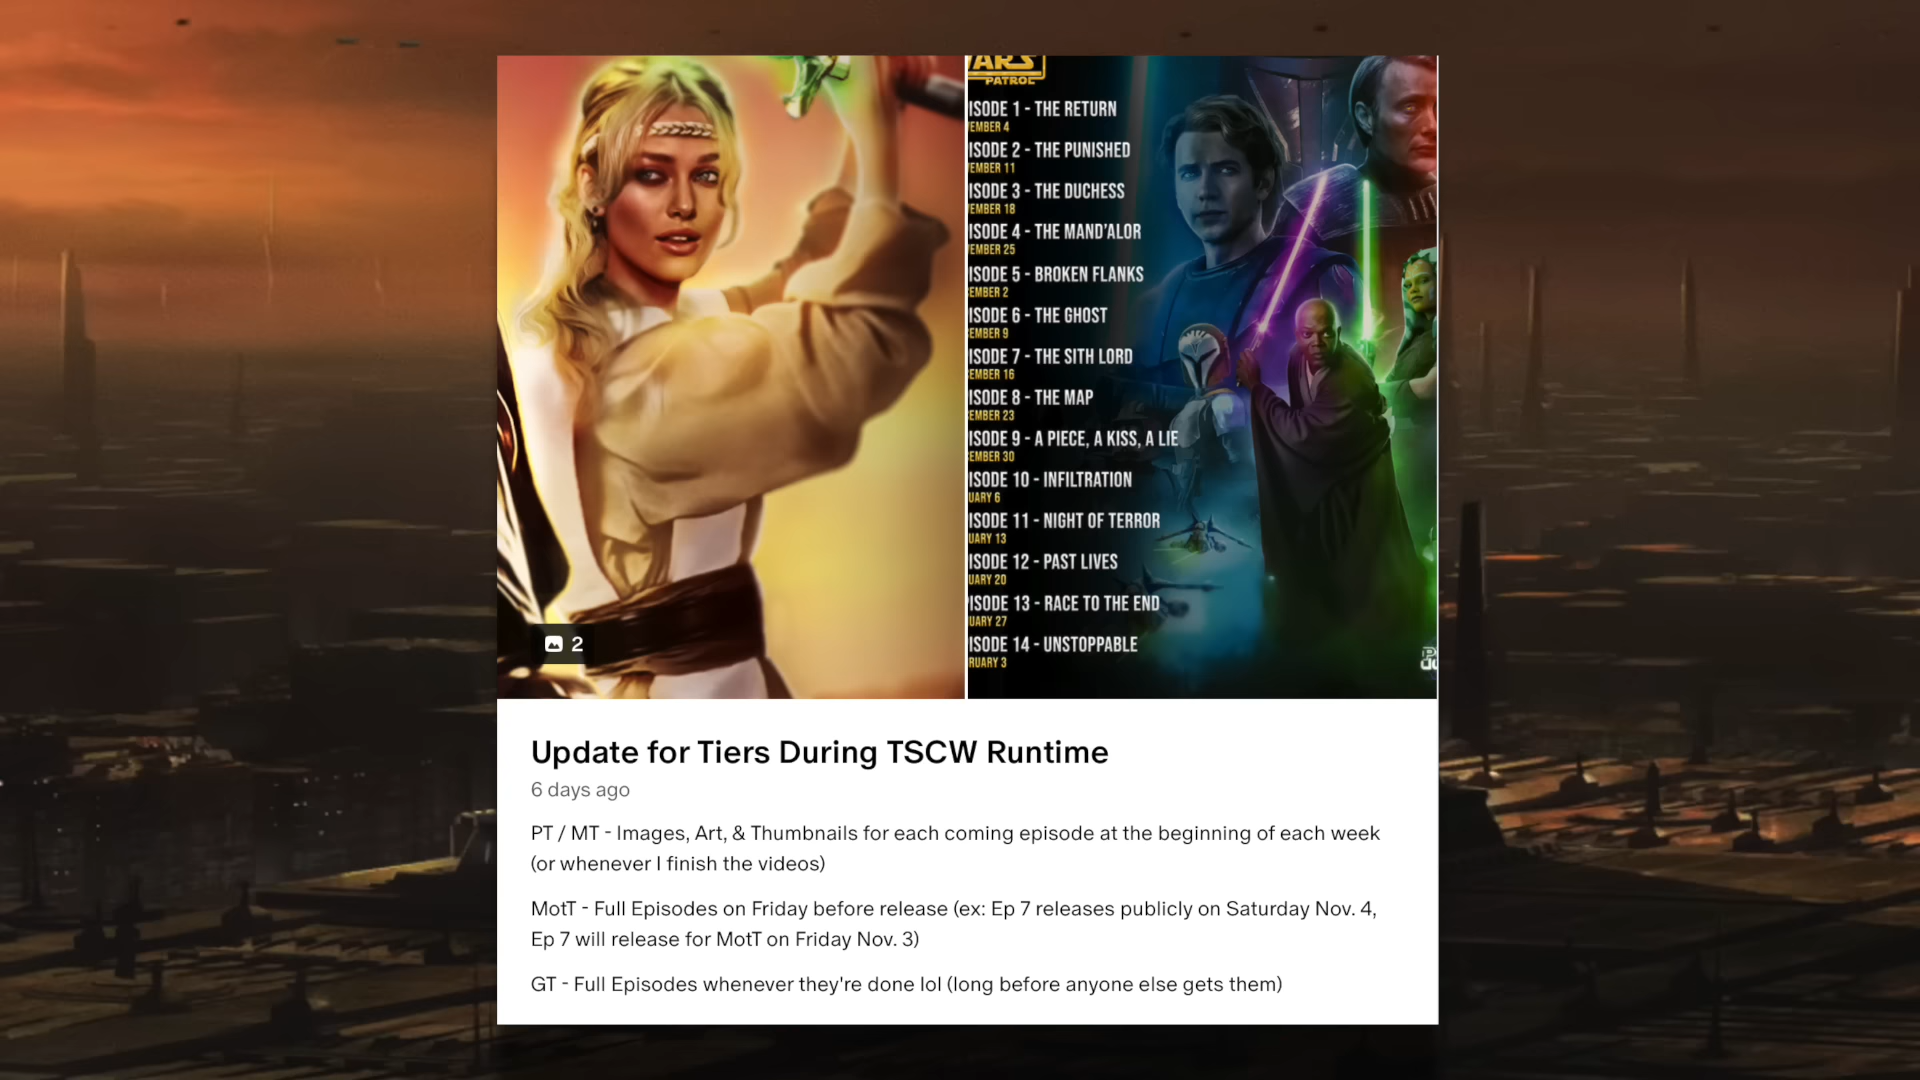 WARS
PATROL
ISODE 1 - THE RETURN
EMBER 4
ISODE 2 - THE PUNISHED
EMBER 11
ISODE 3 - THE DUCHESS
EMBER 18
ISODE 4 - THE MAND'ALOR
EMBER 25
ISODE 5 - BROKEN FLANKS
EMBER 2
ISODE 6 - THE GHOST
EMBER 9
ISODE 7 - THE SITH LORD
EMBER 16
ISODE 8 - THE MAP
EMBER 23
ISODE 9 - A PIECE, A KISS, A LIE
EMBER 30
ISODE 10 - INFILTRATION
UARY 6
ISODE 11 - NIGHT OF TERROR
UARY 13
ISODE 12 - PAST LIVES
UARY 20
ISODE 13 - RACE TO THE END
UARY 27
ISODE 14 - UNSTOPPABLE
RUARY 3
2
Update for Tiers During TSCW Runtime
6 days ago
PT / MT - Images, Art, & Thumbnails for each coming episode at the beginning of each week
(or whenever I finish the videos)
MotT - Full Episodes on Friday before release (ex: Ep 7 releases publicly on Saturday Nov. 4,
Ep 7 will release for MotT on Friday Nov. 3)
GT - Full Episodes whenever they're done lol (long before anyone else gets them)